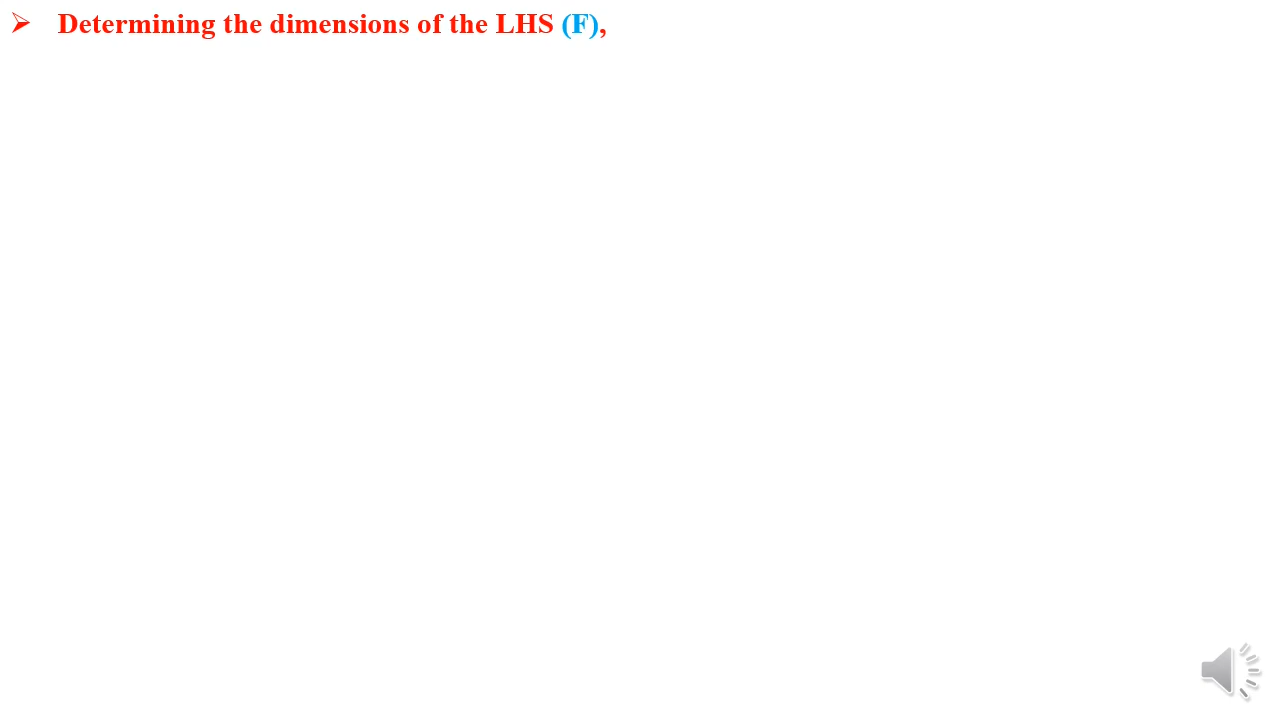 ➢ Determining the dimensions of the LHS (F),